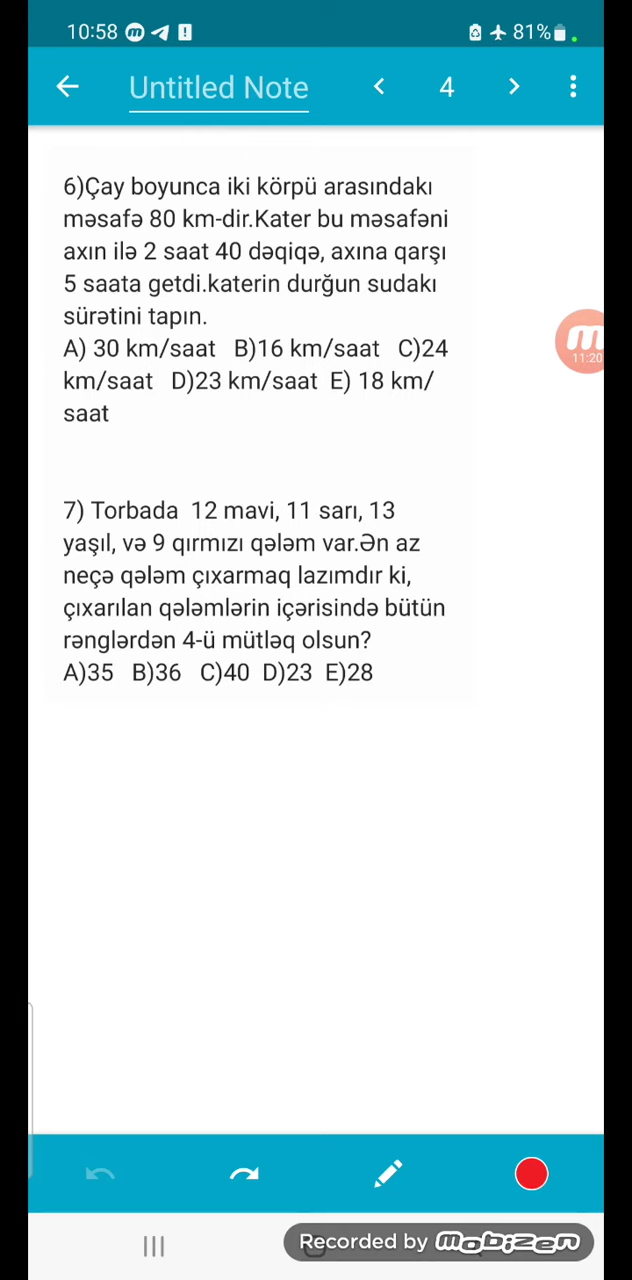 10:58
81%
Untitled Note
4
6)Çay boyunca iki körpü arasındakı
məsafə 80 km-dir.Kater bu məsafəni
axın ilə 2 saat 40 dəqiqə, axına qarşı
5 saata getdi.katerin durğun sudakı
sürətini tapın.
A) 30 km/saat B)16 km/saat C)24
km/saat D)23 km/saat E) 18 km/
saat
11:20
7) Torbada 12 mavi, 11 sarı, 13
yaşıl, və 9 qırmızı qələm var.Ən az
neçə qələm çıxarmaq lazımdır ki,
çıxarılan qələmlərin içərisində bütün
rənglərdən 4-ü mütləq olsun?
A)35 B)36 C)40 D)23 E)28
Recorded by mobizen